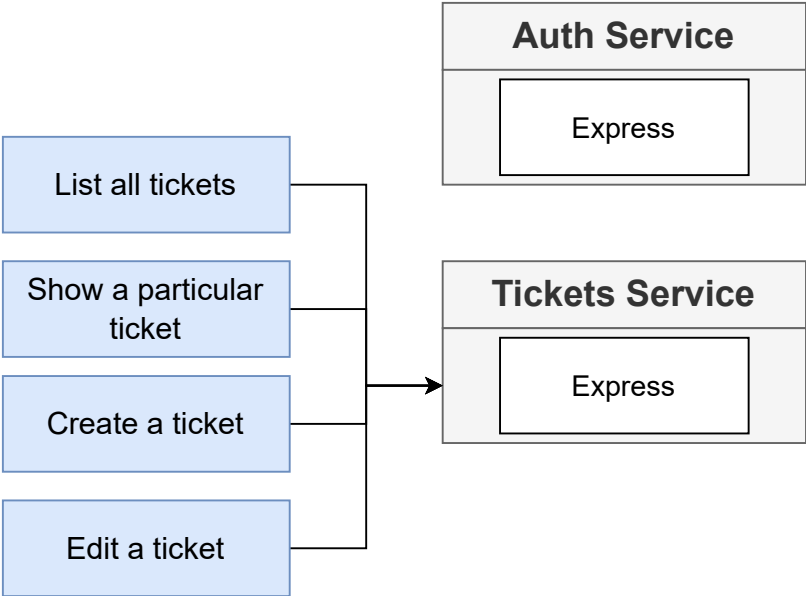 Auth Service
Express
List all tickets
Show a particular
ticket
Tickets Service
Express
Create a ticket
Edit a ticket